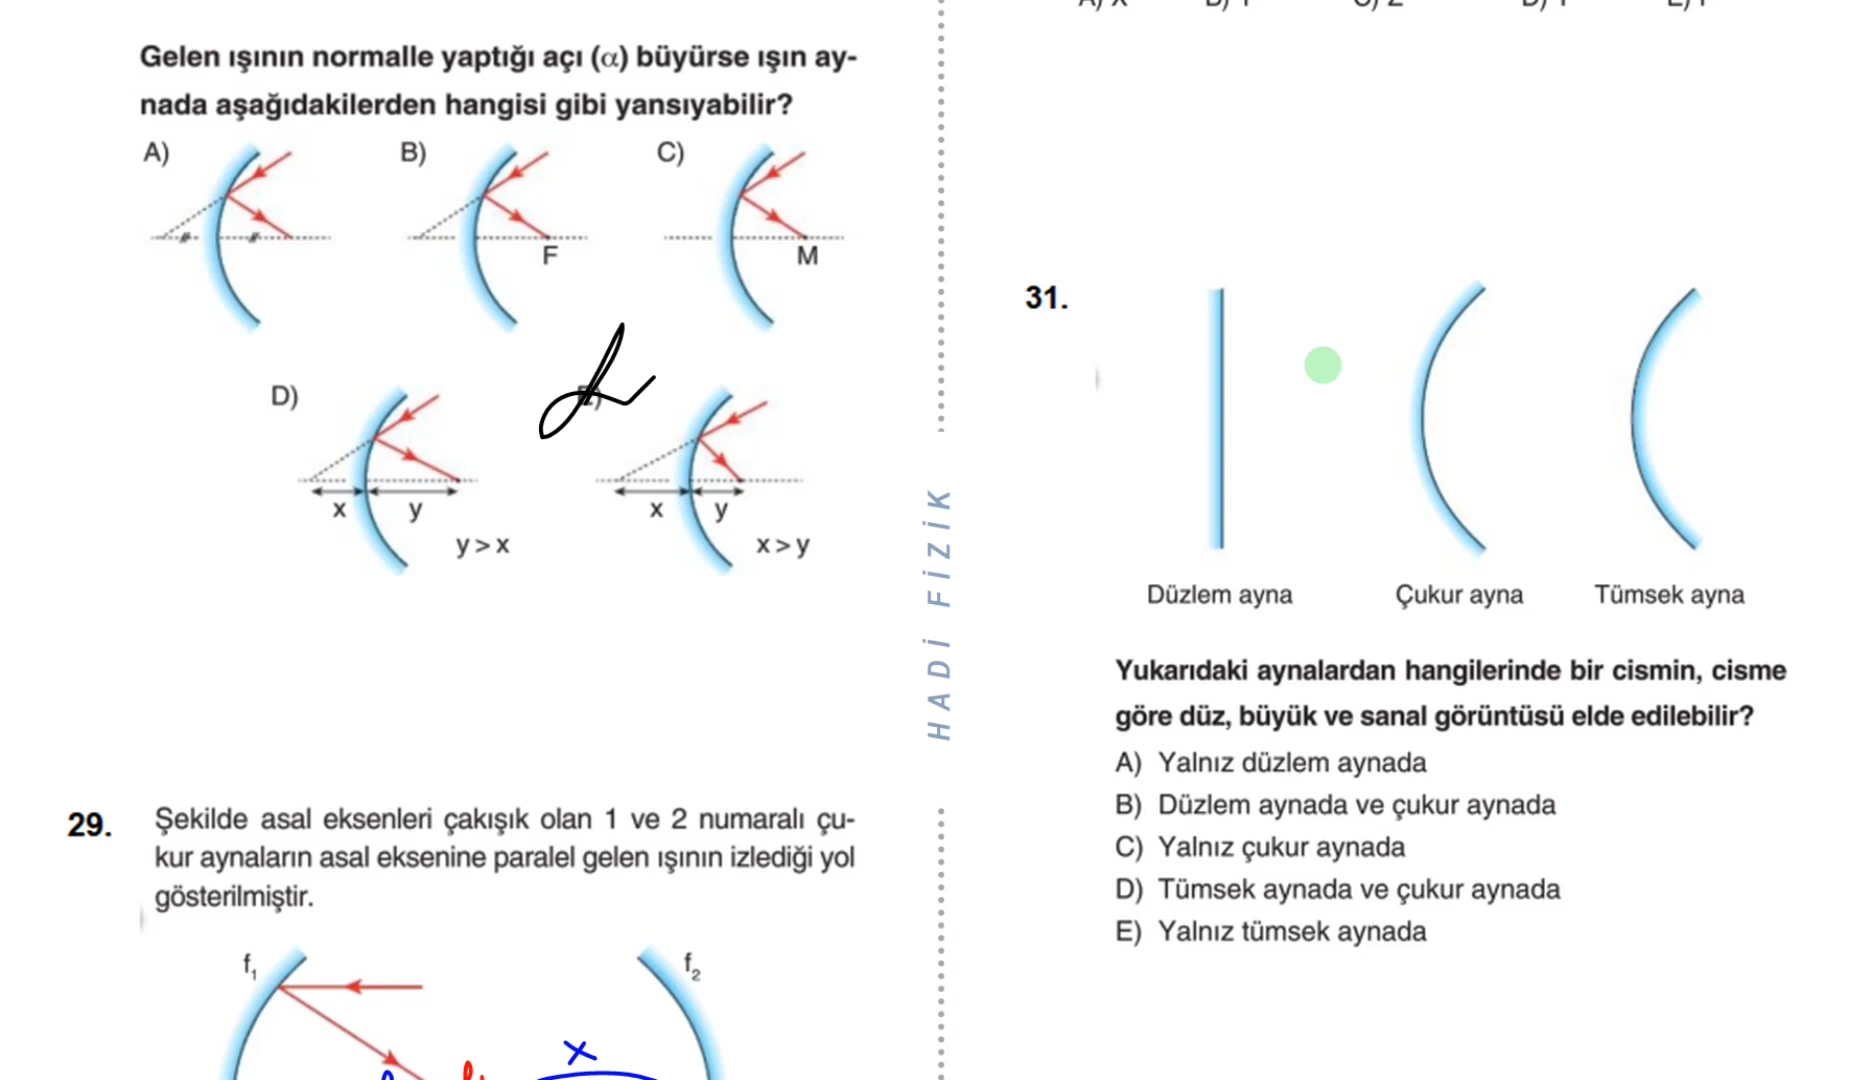 Gelen ışının normalle yaptığı açı (α) büyürse ışın ay-
nada aşağıdakilerden hangisi gibi yansıyabilir?
A)
B)
C)
F
M
D)
x
y
y > x
x
y
x > y
29.
Şekilde asal eksenleri çakışık olan 1 ve 2 numaralı çu-
kur aynaların asal eksenine paralel gelen ışının izlediği yol
gösterilmiştir.
f₁
f₂
x
HADİ FİZİK
31.
Düzlem ayna
Çukur ayna
Tümsek ayna
Yukarıdaki aynalardan hangilerinde bir cismin, cisme
göre düz, büyük ve sanal görüntüsü elde edilebilir?
A) Yalnız düzlem aynada
B) Düzlem aynada ve çukur aynada
C) Yalnız çukur aynada
D) Tümsek aynada ve çukur aynada
E) Yalnız tümsek aynada